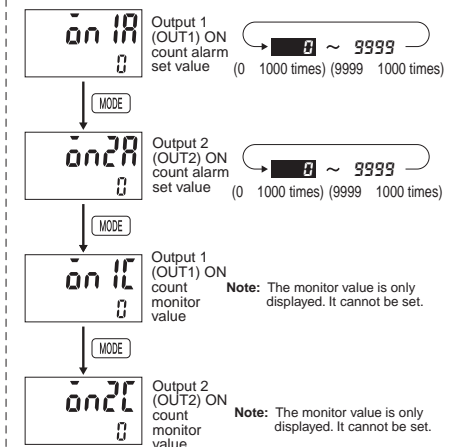 on1A
0
Output 1
(OUT1) ON
count alarm
set value
0 ~ 9999
(0 1000 times) (9999 1000 times)
MODE
on2A
0
Output 2
(OUT2) ON
count alarm
set value
0 ~ 9999
(0 1000 times) (9999 1000 times)
MODE
on1C
0
Output 1
(OUT1) ON
count
monitor
value
Note: The monitor value is only
displayed. It cannot be set.
MODE
on2C
0
Output 2
(OUT2) ON
count
monitor
value
Note: The monitor value is only
displayed. It cannot be set.